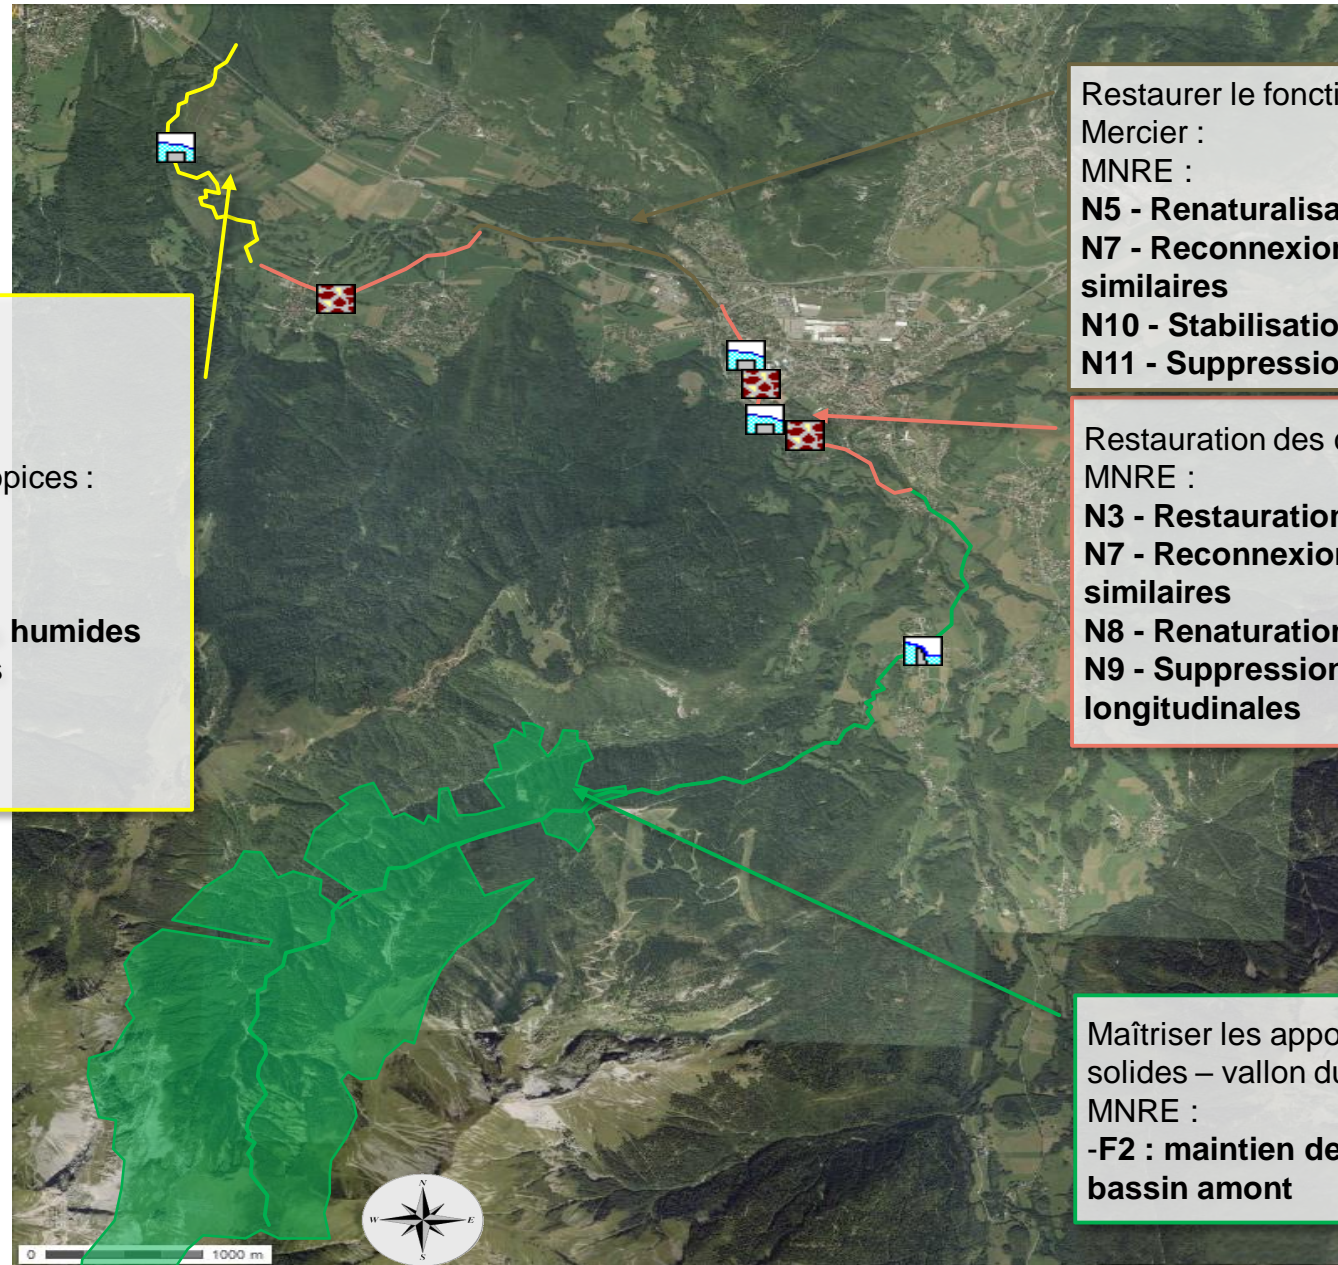 Restaurer le foncti
Mercier :
MNRE :
N5 - Renaturalisa
N7 - Reconnexion
similaires
N10 - Stabilisatio
N11 - Suppressio
opices :
humides
s
Restauration des c
MNRE :
N3 - Restauration
N7 - Reconnexion
similaires
N8 - Renaturation
N9 - Suppression
longitudinales
Maîtriser les appo
solides – vallon du
MNRE :
-F2 : maintien de
bassin amont
N
W E
S
0 1000 m